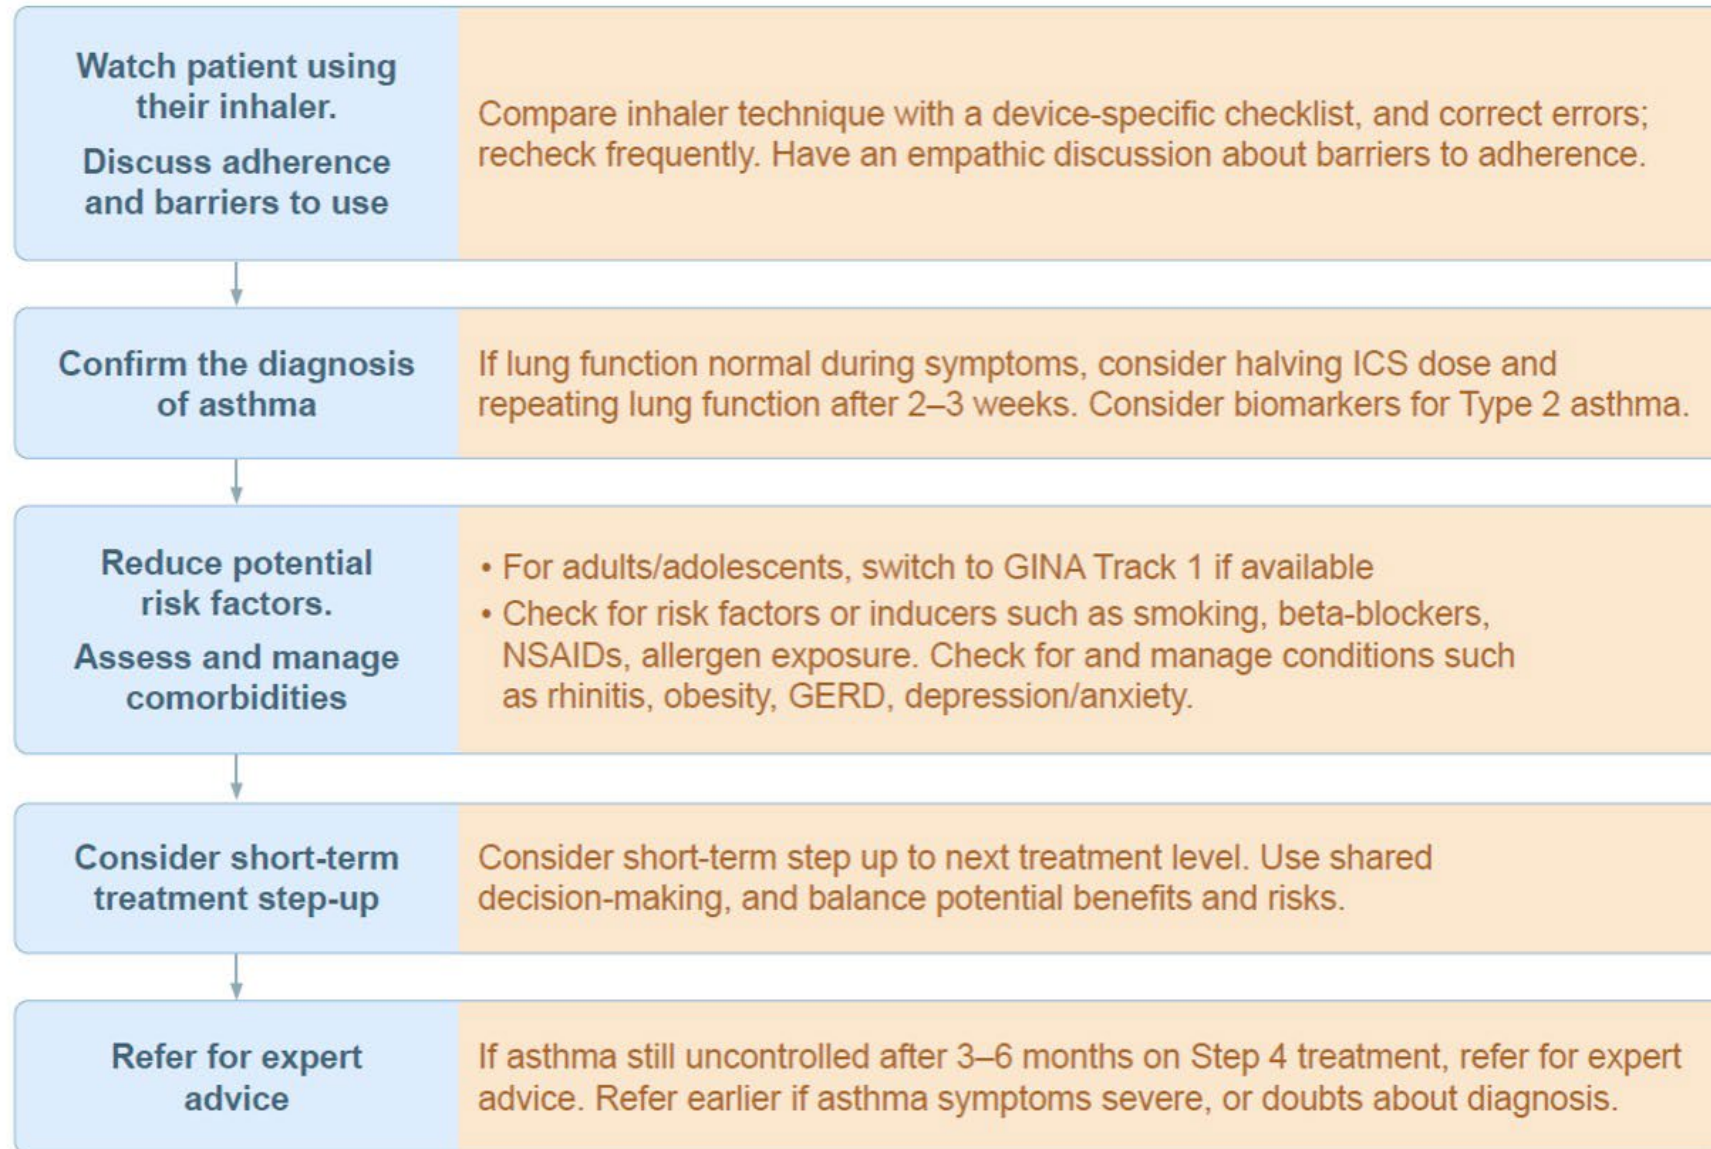 Watch patient using
their inhaler.
Discuss adherence
and barriers to use
Compare inhaler technique with a device-specific checklist, and correct errors;
recheck frequently. Have an empathic discussion about barriers to adherence.
Confirm the diagnosis
of asthma
If lung function normal during symptoms, consider halving ICS dose and
repeating lung function after 2–3 weeks. Consider biomarkers for Type 2 asthma.
Reduce potential
risk factors.
Assess and manage
comorbidities
• For adults/adolescents, switch to GINA Track 1 if available
• Check for risk factors or inducers such as smoking, beta-blockers,
NSAIDs, allergen exposure. Check for and manage conditions such
as rhinitis, obesity, GERD, depression/anxiety.
Consider short-term
treatment step-up
Consider short-term step up to next treatment level. Use shared
decision-making, and balance potential benefits and risks.
Refer for expert
advice
If asthma still uncontrolled after 3–6 months on Step 4 treatment, refer for expert
advice. Refer earlier if asthma symptoms severe, or doubts about diagnosis.